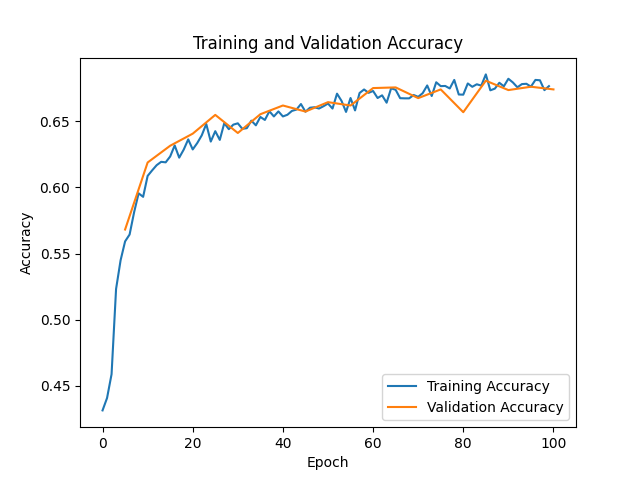 Training and Validation Accuracy
Accuracy
0.65
0.60
0.55
0.50
0.45
Training Accuracy
Validation Accuracy
0 20 40 60 80 100
Epoch